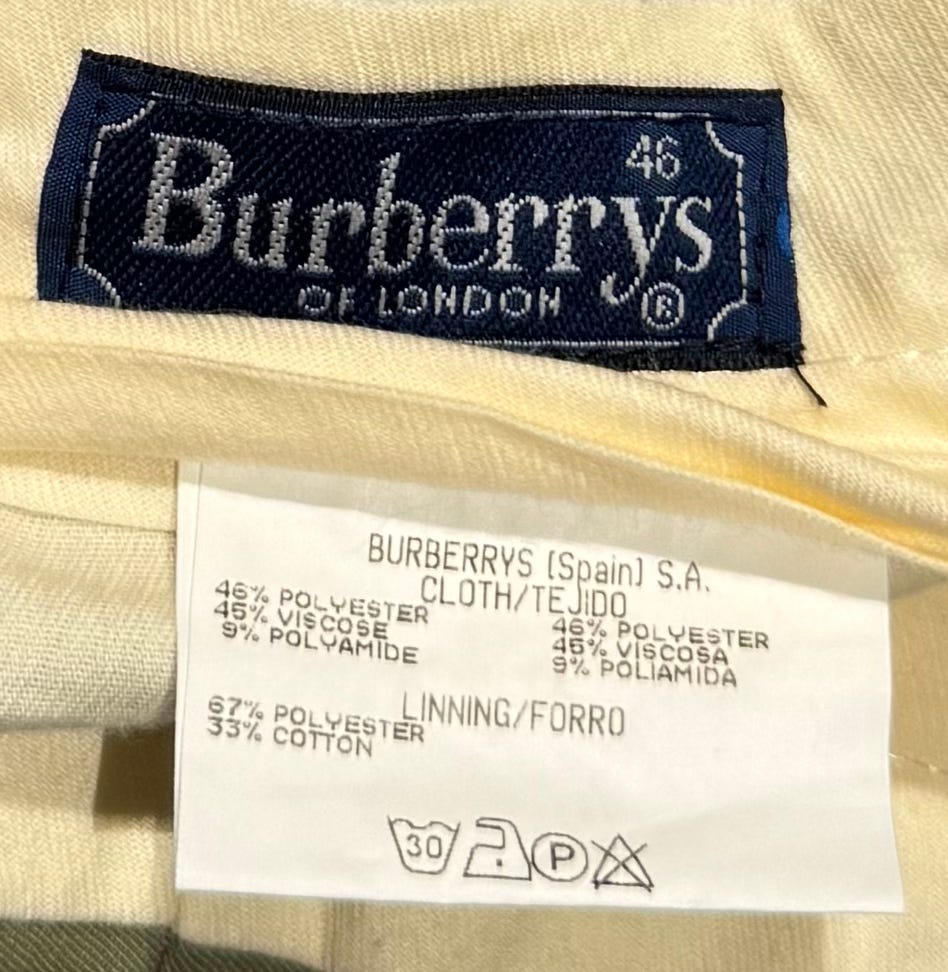 46
Burberrys
OF LONDON ®
BURBERRYS (Spain) S.A.
CLOTH/TEJIDO
46% POLYESTER
45% VISCOSE
9% POLYAMIDE
46% POLYESTER
45% VISCOSA
9% POLIAMIDA
LINNING/FORRO
67% POLYESTER
33% COTTON
30 P